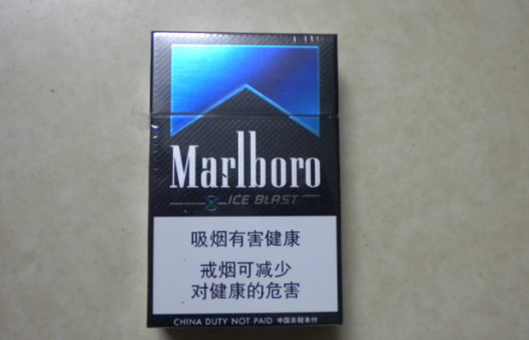 Marlboro
ICE BLAST
吸烟有害健康
戒烟可减少
对健康的危害
CHINA DUTY NOT PAID 中国关税未付